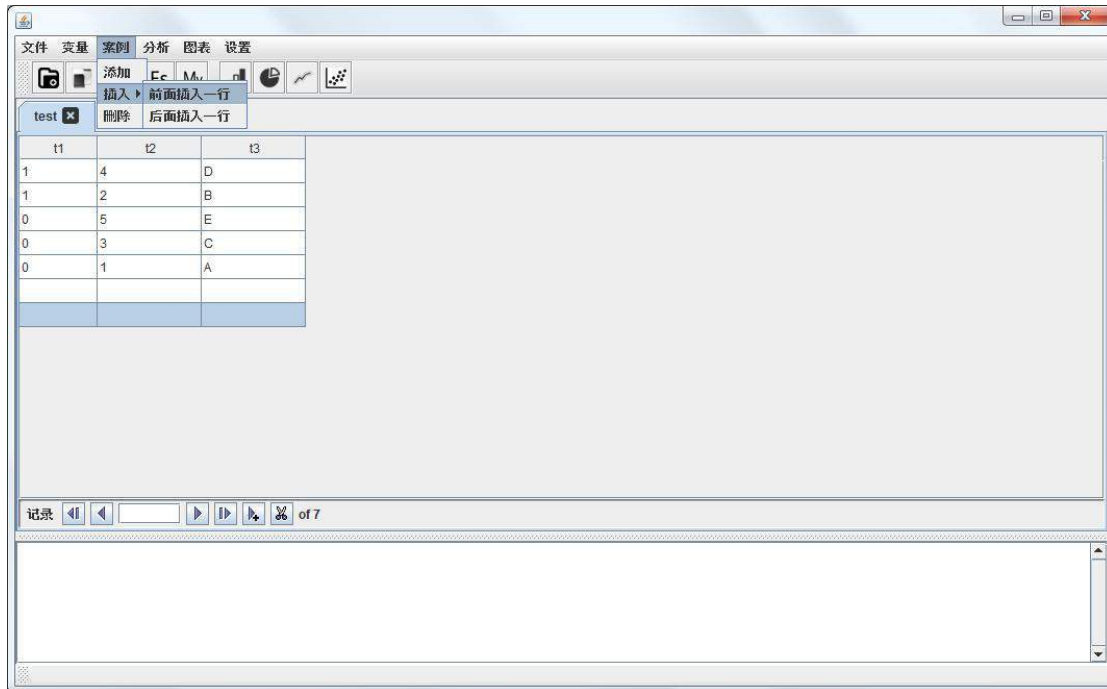 文件 变量 案例 分析 图表 设置
添加
插入 前面插入一行
删除 后面插入一行
test
t1 t2 t3
1 4 D
1 2 B
0 5 E
0 3 C
0 1 A
记录 of 7